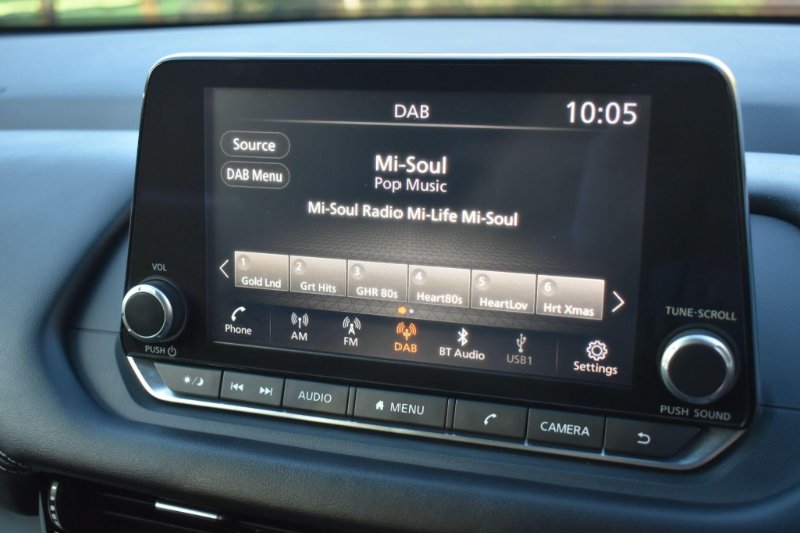 DAB
10:05
Source
DAB Menu
Mi-Soul
Pop Music
Mi-Soul Radio Mi-Life Mi-Soul
1 Gold Lnd
2 Grt Hits
3 GHR 80s
4 Heart80s
5 HeartLov
6 Hrt Xmas
Phone
AM
FM
DAB
BT Audio
USB1
Settings
VOL
PUSH
TUNE·SCROLL
PUSH SOUND
AUDIO
MENU
CAMERA